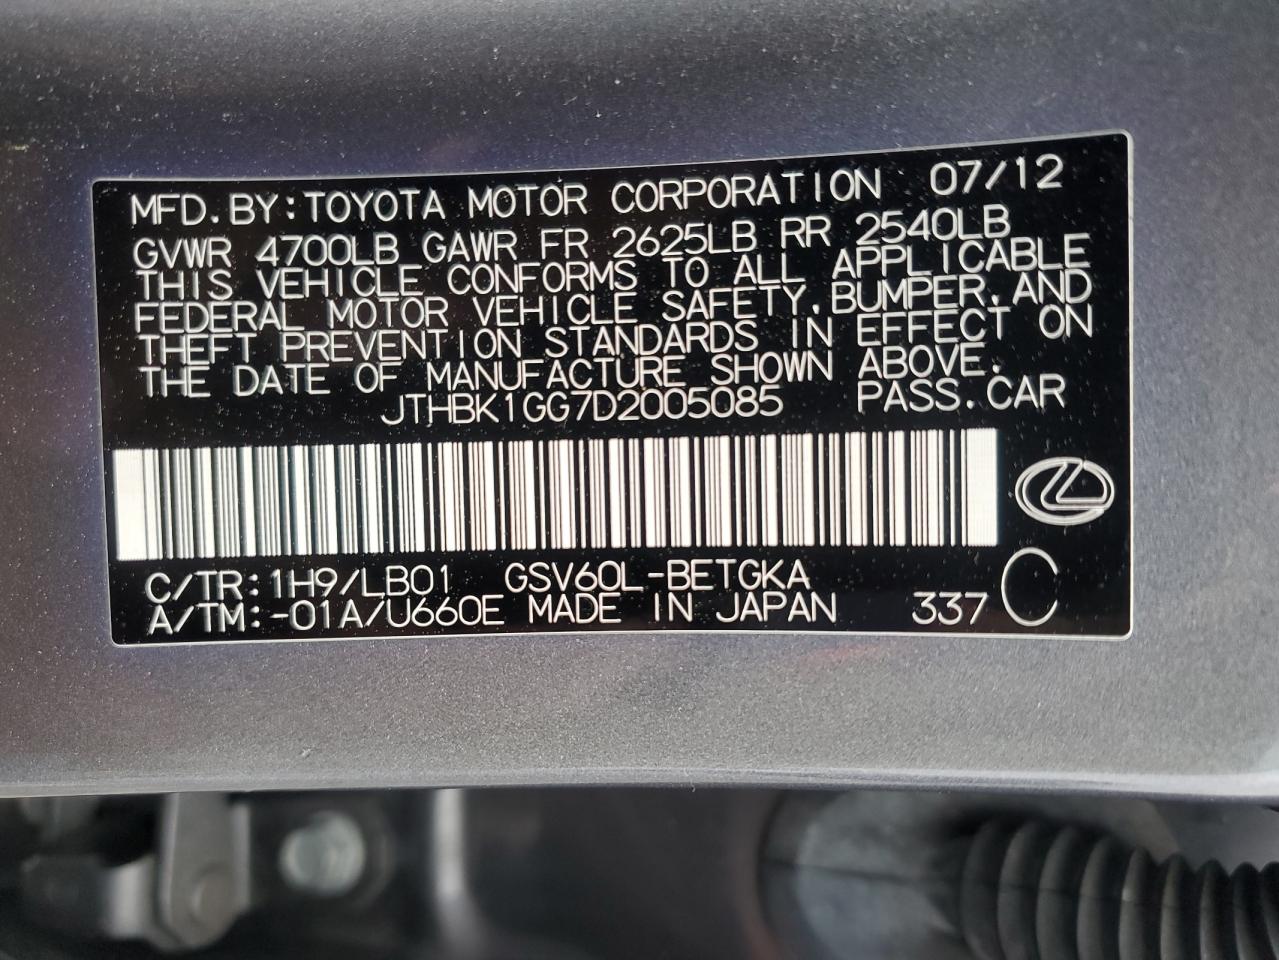 MFD.BY:TOYOTA MOTOR CORPORATION 07/12
GVWR 4700LB GAWR FR 2625LB RR 2540LB
THIS VEHICLE CONFORMS TO ALL APPLICABLE
FEDERAL MOTOR VEHICLE SAFETY,BUMPER,AND
THEFT PREVENTION STANDARDS IN EFFECT ON
THE DATE OF MANUFACTURE SHOWN ABOVE.
JTHBK1GG7D2005085 PASS.CAR
C/TR:1H9/LB01 GSV60L-BETGKA
A/TM:-01A/U660E MADE IN JAPAN 337 C